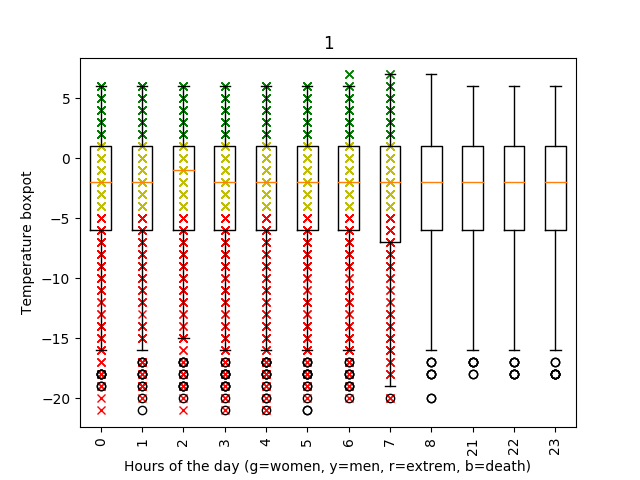 1
5
0
−5
−10
−15
−20
Temperature boxpot
0 1 2 3 4 5 6 7 8 21 22 23
Hours of the day (g=women, y=men, r=extrem, b=death)